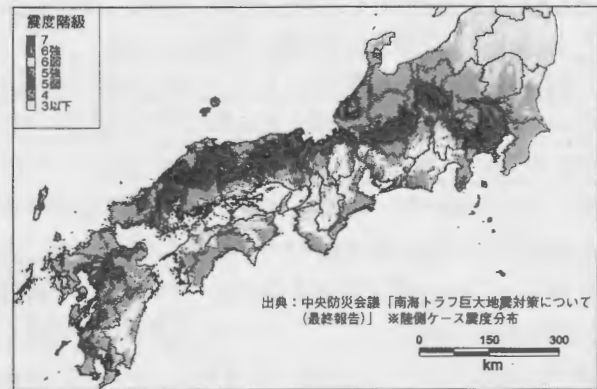 震度階級
7
6強
6図
5強
5図
4
3以下
出典：中央防災会議「南海トラフ巨大地震対策について
（最終報告）」 ※陸側ケース震度分布
0 150 300
km